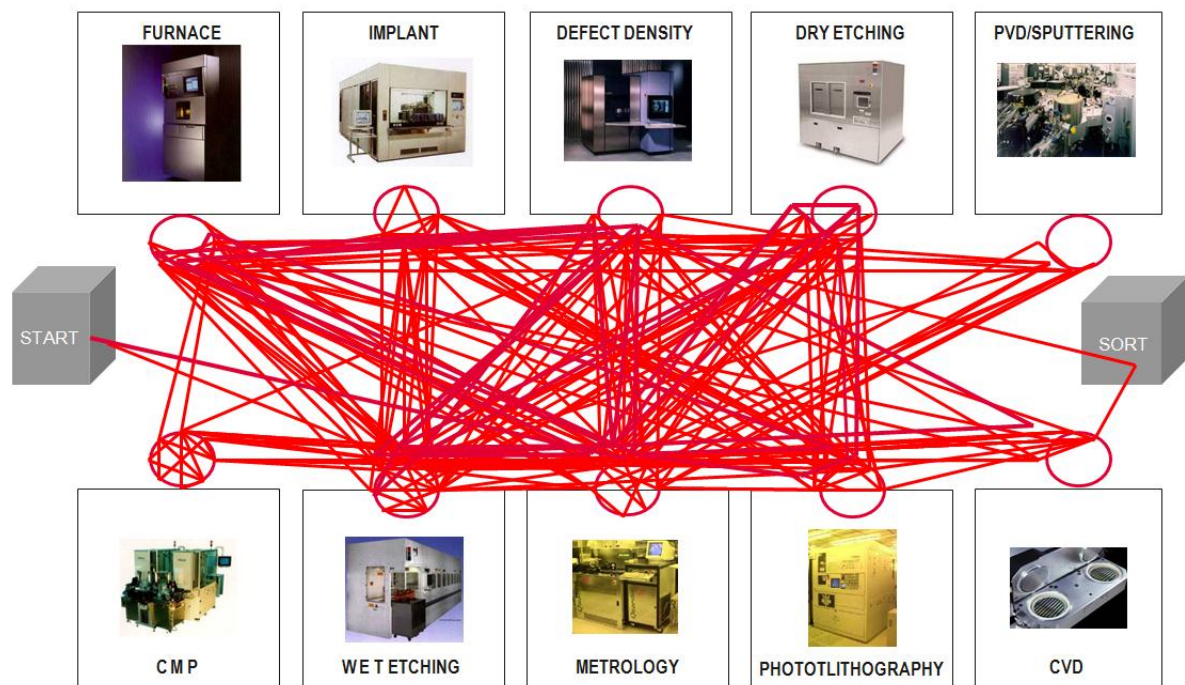 FURNACE
IMPLANT
DEFECT DENSITY
DRY ETCHING
PVD/SPUTTERING
START
SORT
C M P
W E T ETCHING
METROLOGY
PHOTOTLITHOGRAPHY
CVD